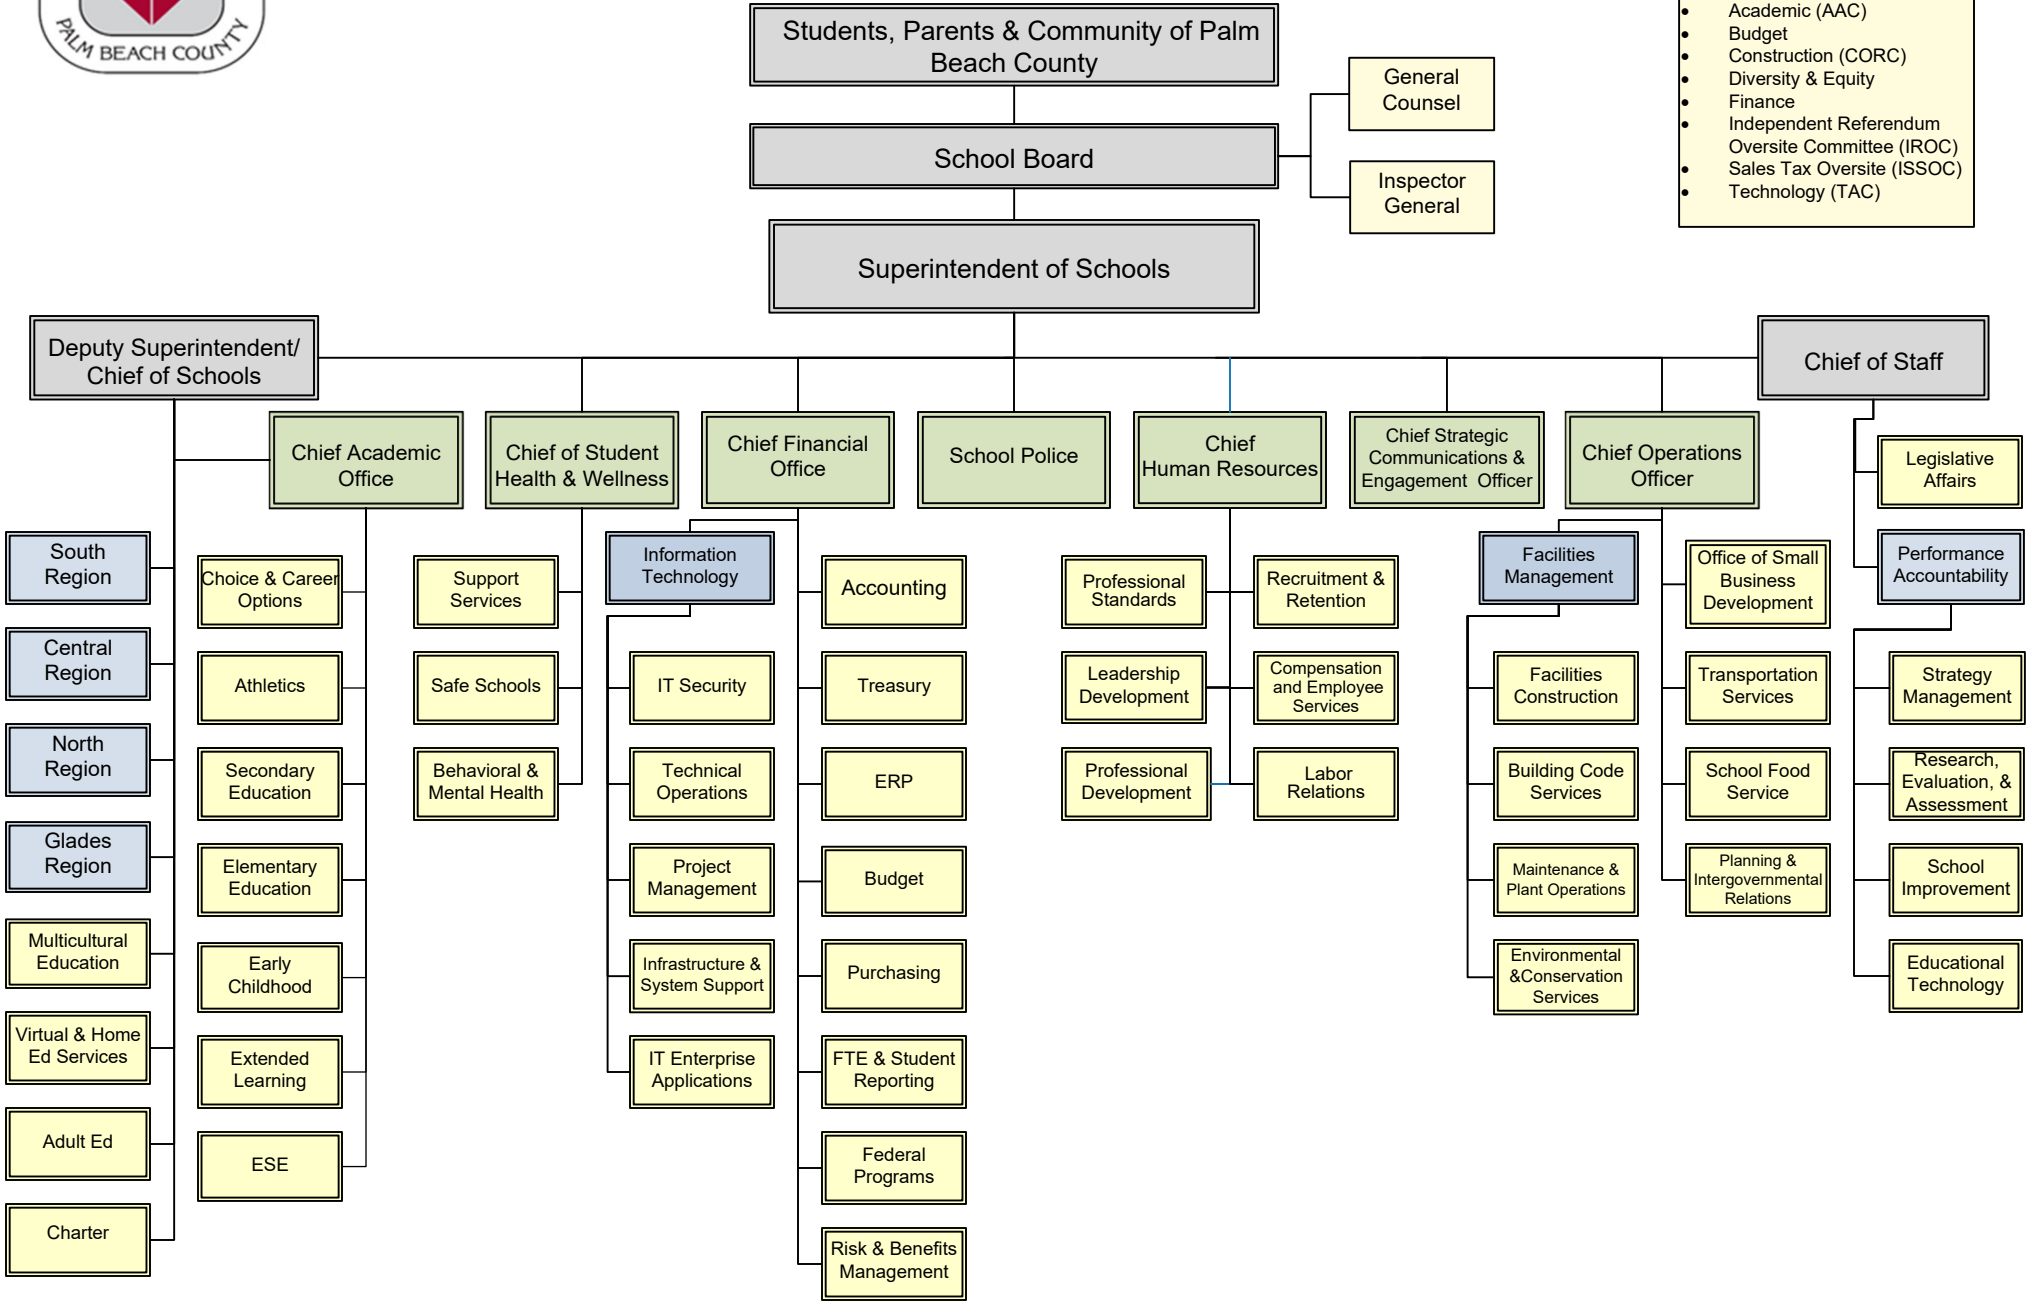 PALM BEACH COUNTY
Students, Parents & Community of Palm
Beach County
Academic (AAC)
Budget
Construction (CORC)
Diversity & Equity
Finance
Independent Referendum
Oversite Committee (IROC)
Sales Tax Oversite (ISSOC)
Technology (TAC)
General
Counsel
School Board
Inspector
General
Superintendent of Schools
Deputy Superintendent/
Chief of Schools
Chief of Staff
Chief Academic
Office
Chief of Student
Health & Wellness
Chief Financial
Office
School Police
Chief
Human Resources
Chief Strategic
Communications &
Engagement Officer
Chief Operations
Officer
Legislative
Affairs
Performance
Accountability
South
Region
Central
Region
North
Region
Glades
Region
Multicultural
Education
Virtual & Home
Ed Services
Adult Ed
Charter
Choice & Career
Options
Athletics
Secondary
Education
Elementary
Education
Early
Childhood
Extended
Learning
ESE
Support
Services
Safe Schools
Behavioral &
Mental Health
Information
Technology
IT Security
Technical
Operations
Project
Management
Infrastructure &
System Support
IT Enterprise
Applications
Accounting
Treasury
ERP
Budget
Purchasing
FTE & Student
Reporting
Federal
Programs
Risk & Benefits
Management
Professional
Standards
Leadership
Development
Professional
Development
Recruitment &
Retention
Compensation
and Employee
Services
Labor
Relations
Facilities
Management
Facilities
Construction
Building Code
Services
Maintenance &
Plant Operations
Environmental
&Conservation
Services
Office of Small
Business
Development
Transportation
Services
School Food
Service
Planning &
Intergovernmental
Relations
Strategy
Management
Research,
Evaluation, &
Assessment
School
Improvement
Educational
Technology